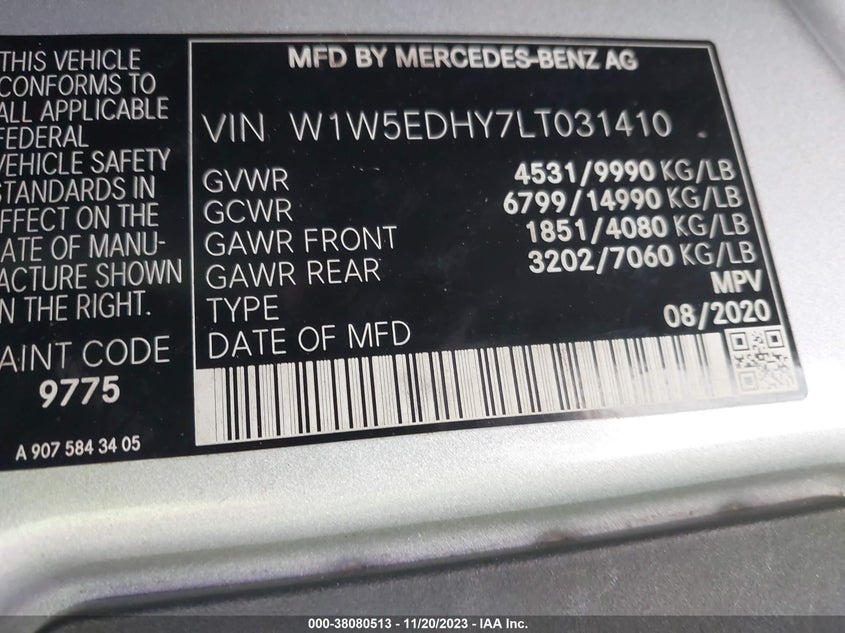 THIS VEHICLE
CONFORMS TO
ALL APPLICABLE
FEDERAL
VEHICLE SAFETY
STANDARDS IN
EFFECT ON THE
DATE OF MANU-
FACTURE SHOWN
ON THE RIGHT.
PAINT CODE
9775
A 907 584 34 05
MFD BY MERCEDES-BENZ AG
VIN W1W5EDHY7LT031410
GVWR 4531/9990 KG/LB
GCWR 6799/14990 KG/LB
GAWR FRONT 1851/4080 KG/LB
GAWR REAR 3202/7060 KG/LB
TYPE MPV
DATE OF MFD 08/2020
000-38080513 - 11/20/2023 - IAA Inc.